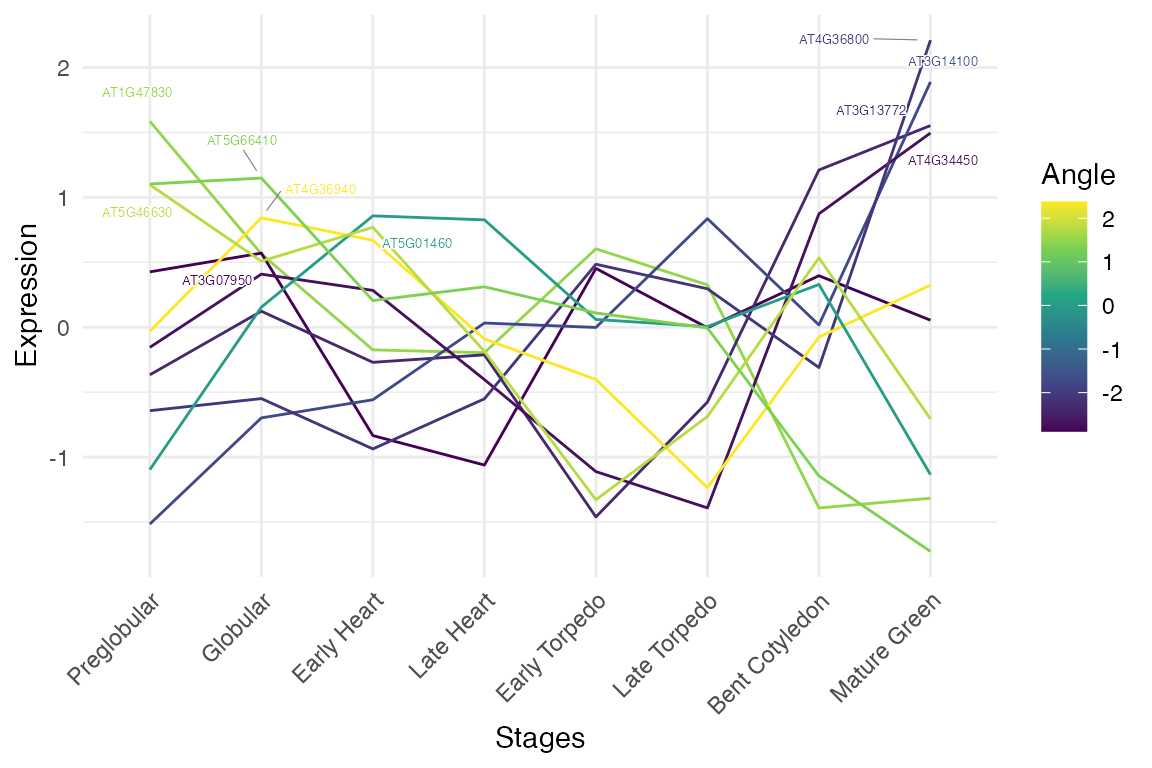 AT4G36800
AT3G14100
AT1G47830
AT3G13772
AT5G66410
AT4G34450
AT4G36940
AT5G46630
AT5G01460
AT3G07950
2
1
0
-1
Expression
Preglobular
Globular
Early Heart
Late Heart
Early Torpedo
Late Torpedo
Bent Cotyledon
Mature Green
Stages
Angle
2
1
0
-1
-2